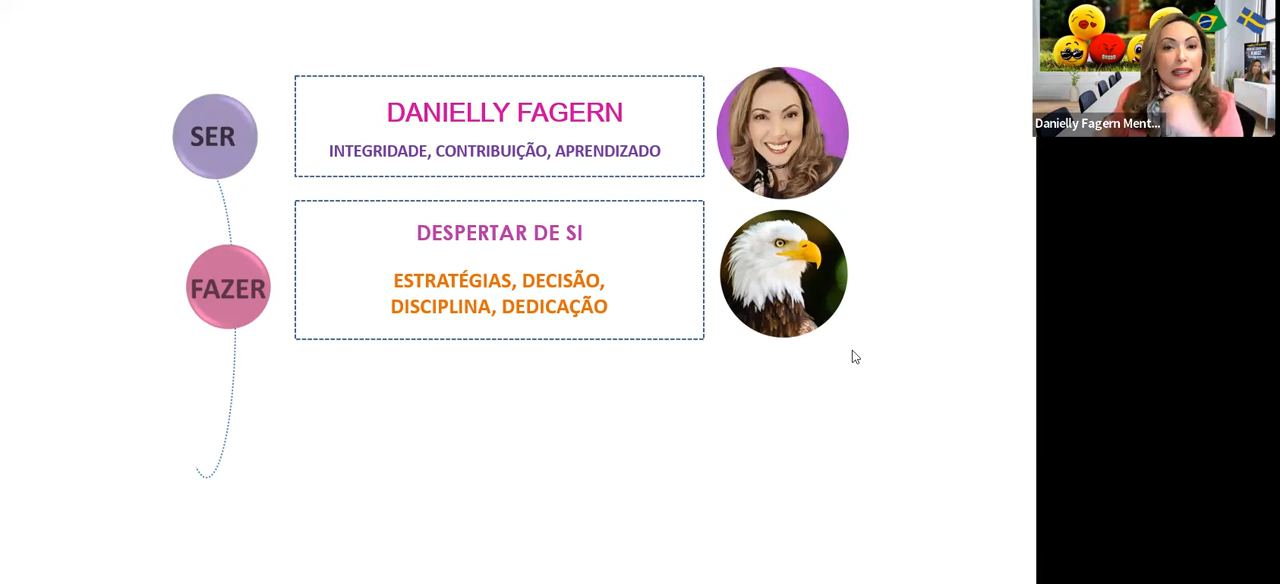 SER
DANIELLY FAGERN
INTEGRIDADE, CONTRIBUIÇÃO, APRENDIZADO
FAZER
DESPERTAR DE SI
ESTRATÉGIAS, DECISÃO,
DISCIPLINA, DEDICAÇÃO
Danielly Fagern Ment...